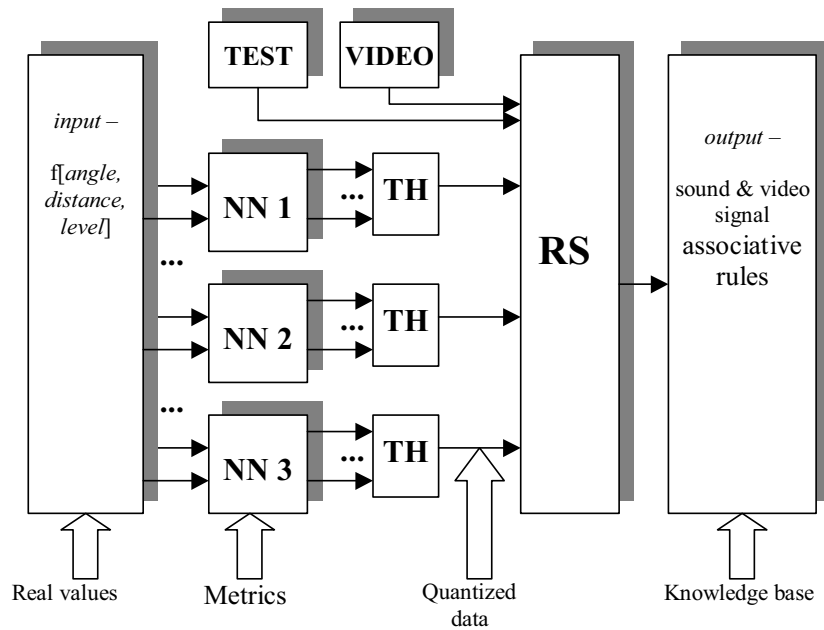 TEST
VIDEO
input –
f[angle,
distance,
level]
...
...
NN 1
...
TH
NN 2
...
TH
NN 3
...
TH
RS
output –
sound & video
signal
associative
rules
Real values
Metrics
Quantized
data
Knowledge base